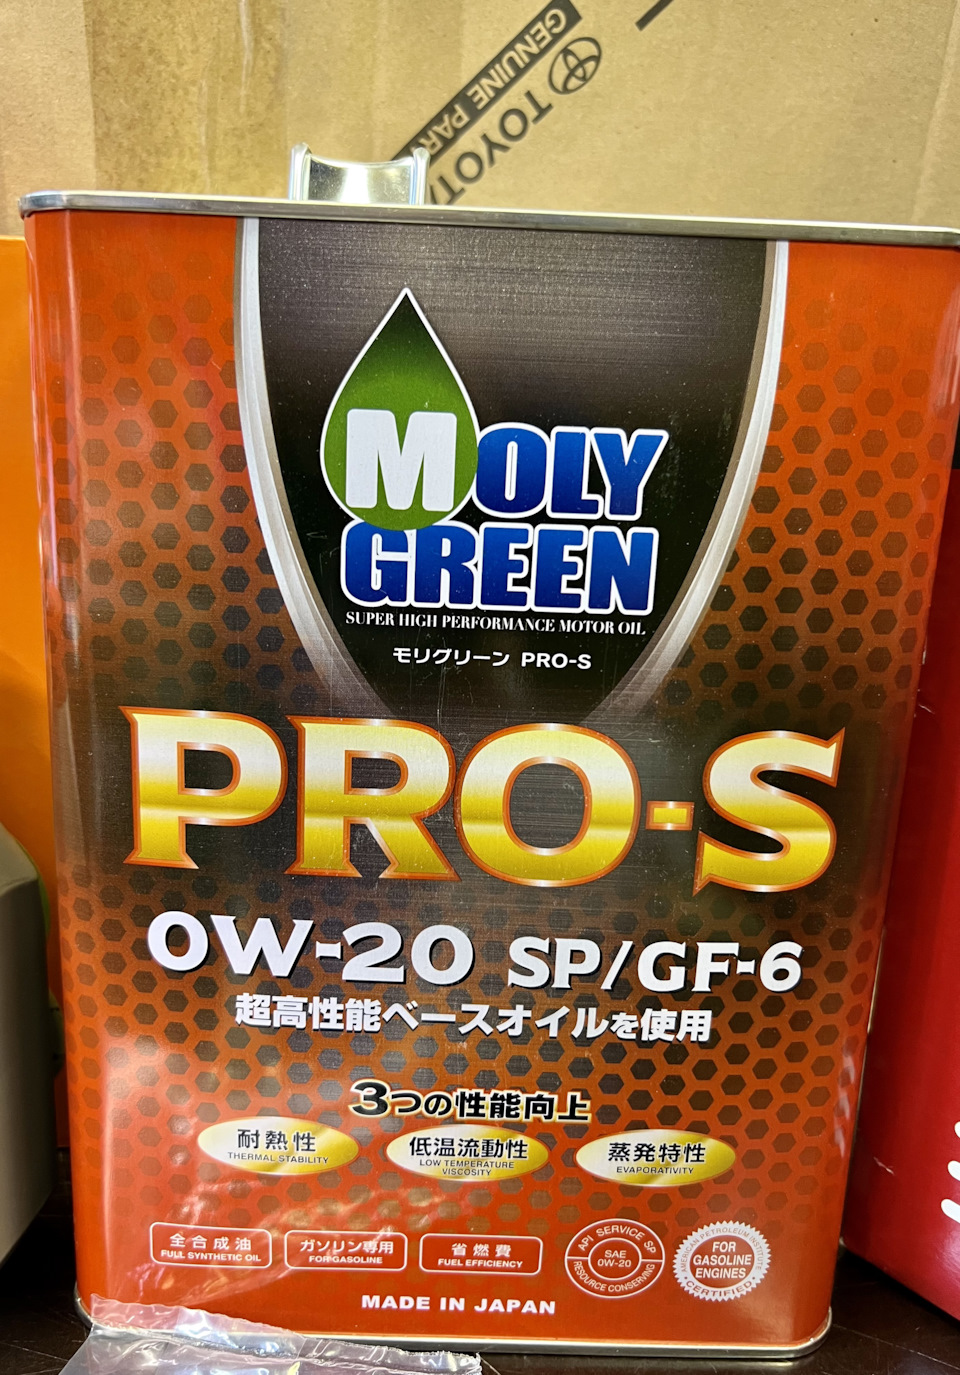 GENUINE PAR
TOYOTA
MOLY
GREEN
SUPER HIGH PERFORMANCE MOTOR OIL
モリグリーン PRO-S
PRO-S
0W-20 SP/GF-6
超高性能ベースオイルを使用
3つの性能向上
耐熱性
THERMAL STABILITY
低温流動性
LOW TEMPERATURE
VISCOSITY
蒸発特性
EVAPORATIVITY
全合成油
FULL SYNTHETIC OIL
ガソリン専用
FOR GASOLINE
省燃費
FUEL EFFICIENCY
API SERVICE SP
SAE
0W-20
RESOURCE CONSERVING
AMERICAN PETROLEUM INSTITUTE
FOR
GASOLINE
ENGINES
CERTIFIED
MADE IN JAPAN